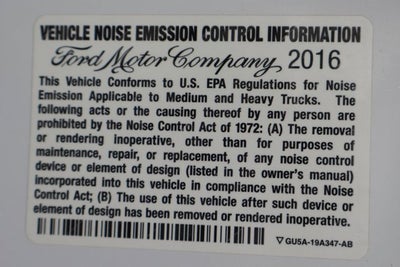 VEHICLE NOISE EMISSION CONTROL INFORMATION
Ford Motor Company 2016
This Vehicle Conforms to U.S. EPA Regulations for Noise
Emission Applicable to Medium and Heavy Trucks. The
following acts or the causing thereof by any person are
prohibited by the Noise Control Act of 1972: (A) The removal
or rendering inoperative, other than for purposes of
maintenance, repair, or replacement, of any noise control
device or element of design (listed in the owner's manual)
incorporated into this vehicle in compliance with the Noise
Control Act; (B) The use of this vehicle after such device or
element of design has been removed or rendered inoperative.
▽ GU5A-19A347-AB